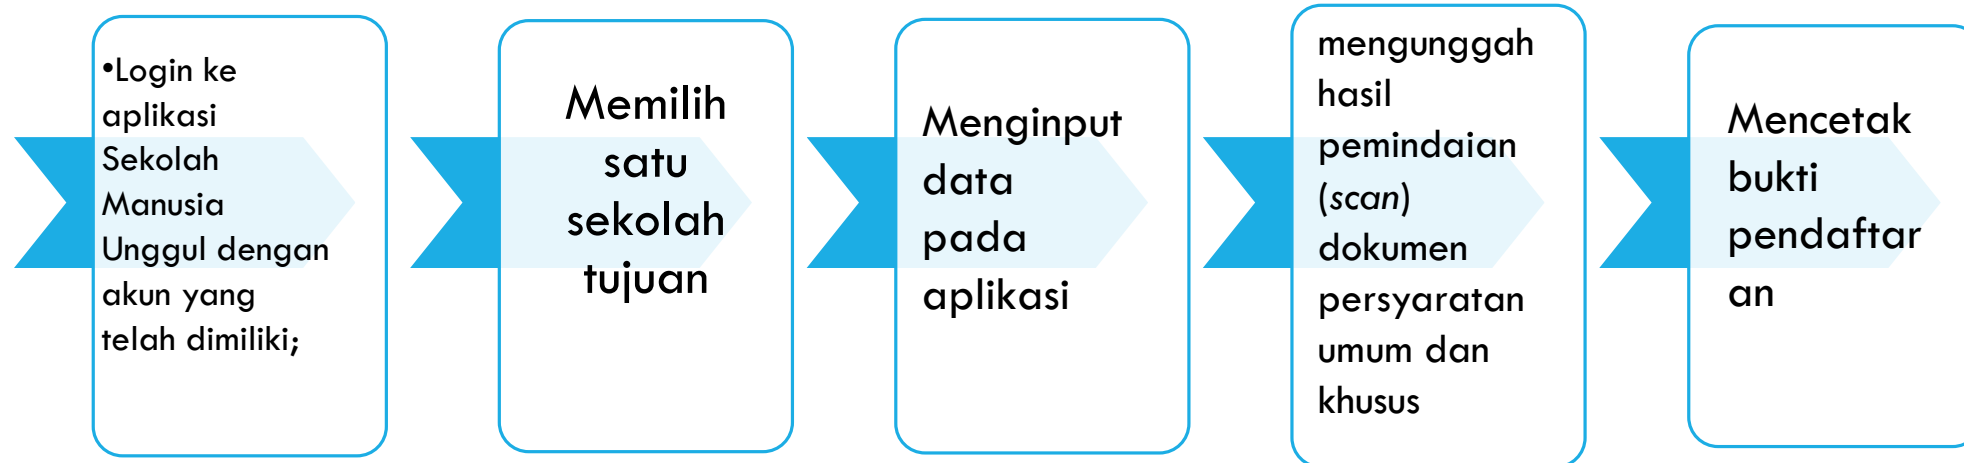 •Login ke
aplikasi
Sekolah
Manusia
Unggul dengan
akun yang
telah dimiliki;
Memilih
satu
sekolah
tujuan
Menginput
data
pada
aplikasi
mengunggah
hasil
pemindaian
(scan)
dokumen
persyaratan
umum dan
khusus
Mencetak
bukti
pendaftar
an